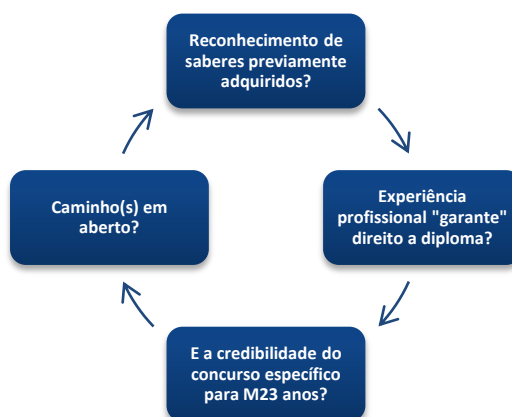 Reconhecimento de
saberes previamente
adquiridos?
Experiência
profissional "garante"
direito a diploma?
E a credibilidade do
concurso específico
para M23 anos?
Caminho(s) em
aberto?